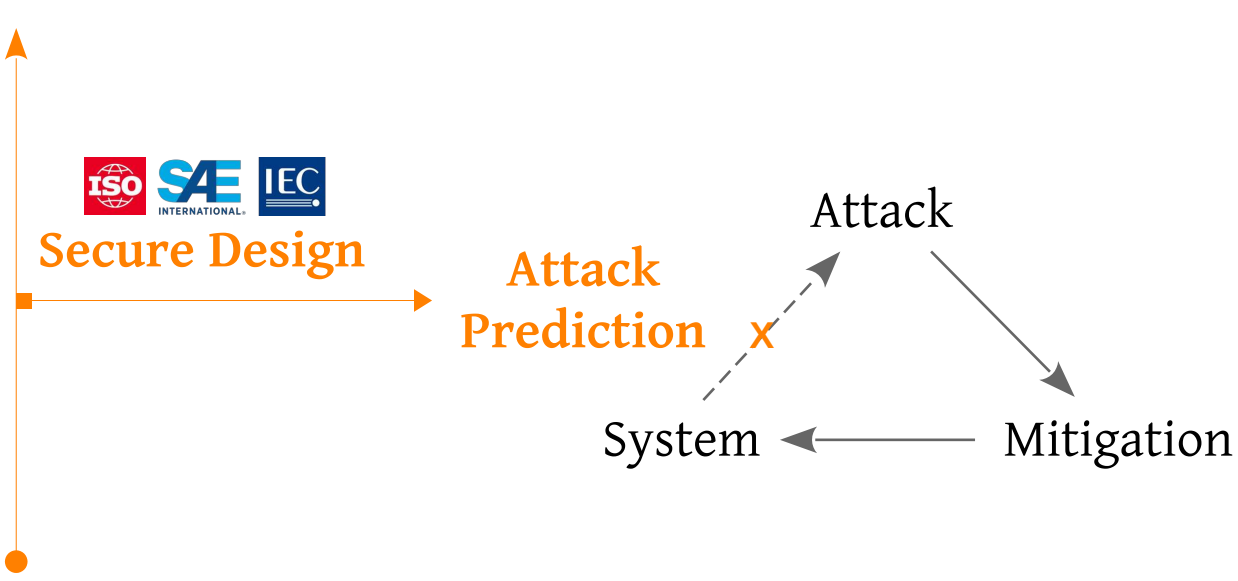 ISO
SAE
INTERNATIONAL®
IEC
Secure Design
Attack
Prediction
x
Attack
System
Mitigation